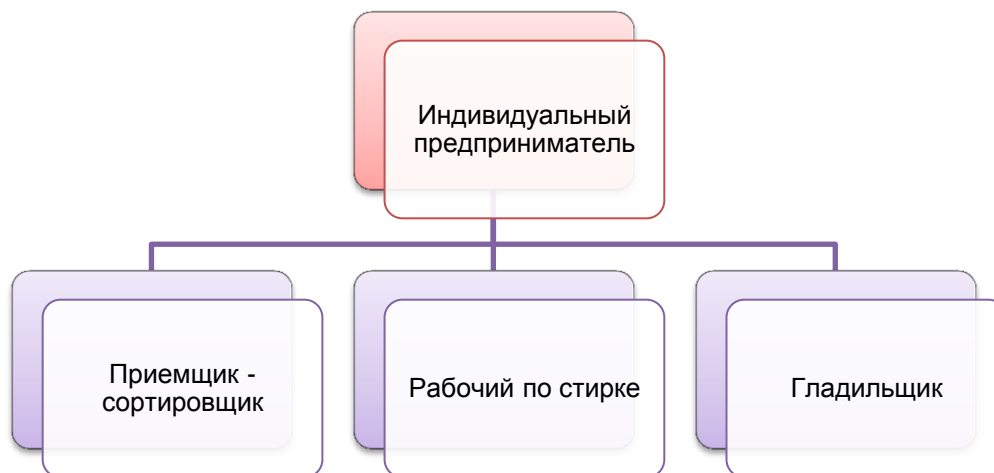 Индивидуальный
предприниматель
Приемщик -
сортировщик
Рабочий по стирке
Гладильщик